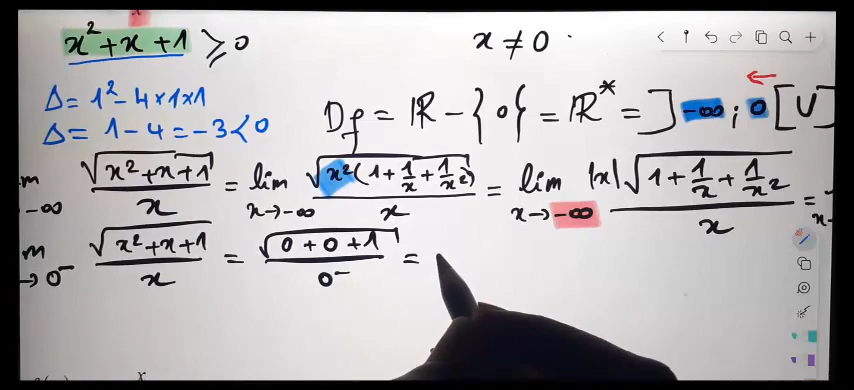 x² + x + 1 ⩾ 0
x ≠ 0 .
Δ = 1² - 4×1×1
Δ = 1 - 4 = -3 < 0
Df = ℝ - {0} = ℝ* = ]-∞ ; 0[ U ]
m -∞ √(x² + x + 1) / x = lim x→-∞ √(x²(1 + 1/x + 1/x²)) / x = lim x→-∞ |x|√(1 + 1/x + 1/x²) / x =
m →0⁻ √(x² + x + 1) / x = √(0 + 0 + 1) / 0⁻ =